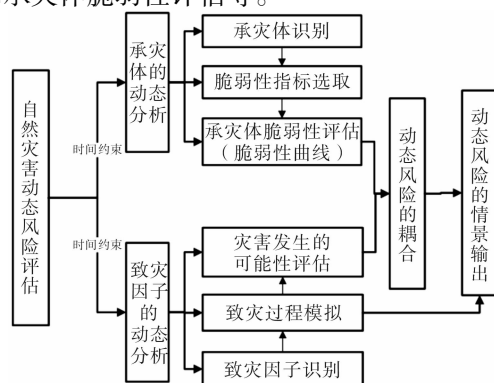 承灾体脆弱性评估等。
自然灾害动态风险评估
时间约束
时间约束
承灾
体的
动态
分析
承灾体识别
脆弱性指标选取
承灾体脆弱性评估
（脆弱性曲线）
致灾
因子
的
动态
分析
灾害发生的
可能性评估
致灾过程模拟
致灾因子识别
动态风险的耦合
动态风险的情景输出